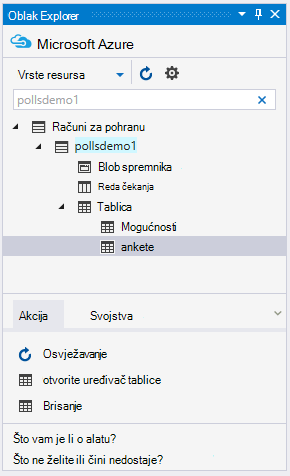 Oblak Explorer
Microsoft Azure
Vrste resursa
pollsdemo1
Računi za pohranu
pollsdemo1
Blob spremnika
Reda čekanja
Tablica
Mogućnosti
ankete
Akcija Svojstva
Osvježavanje
otvorite uređivač tablice
Brisanje
Što vam je li o alatu?
Što ne želite ili čini nedostaje?